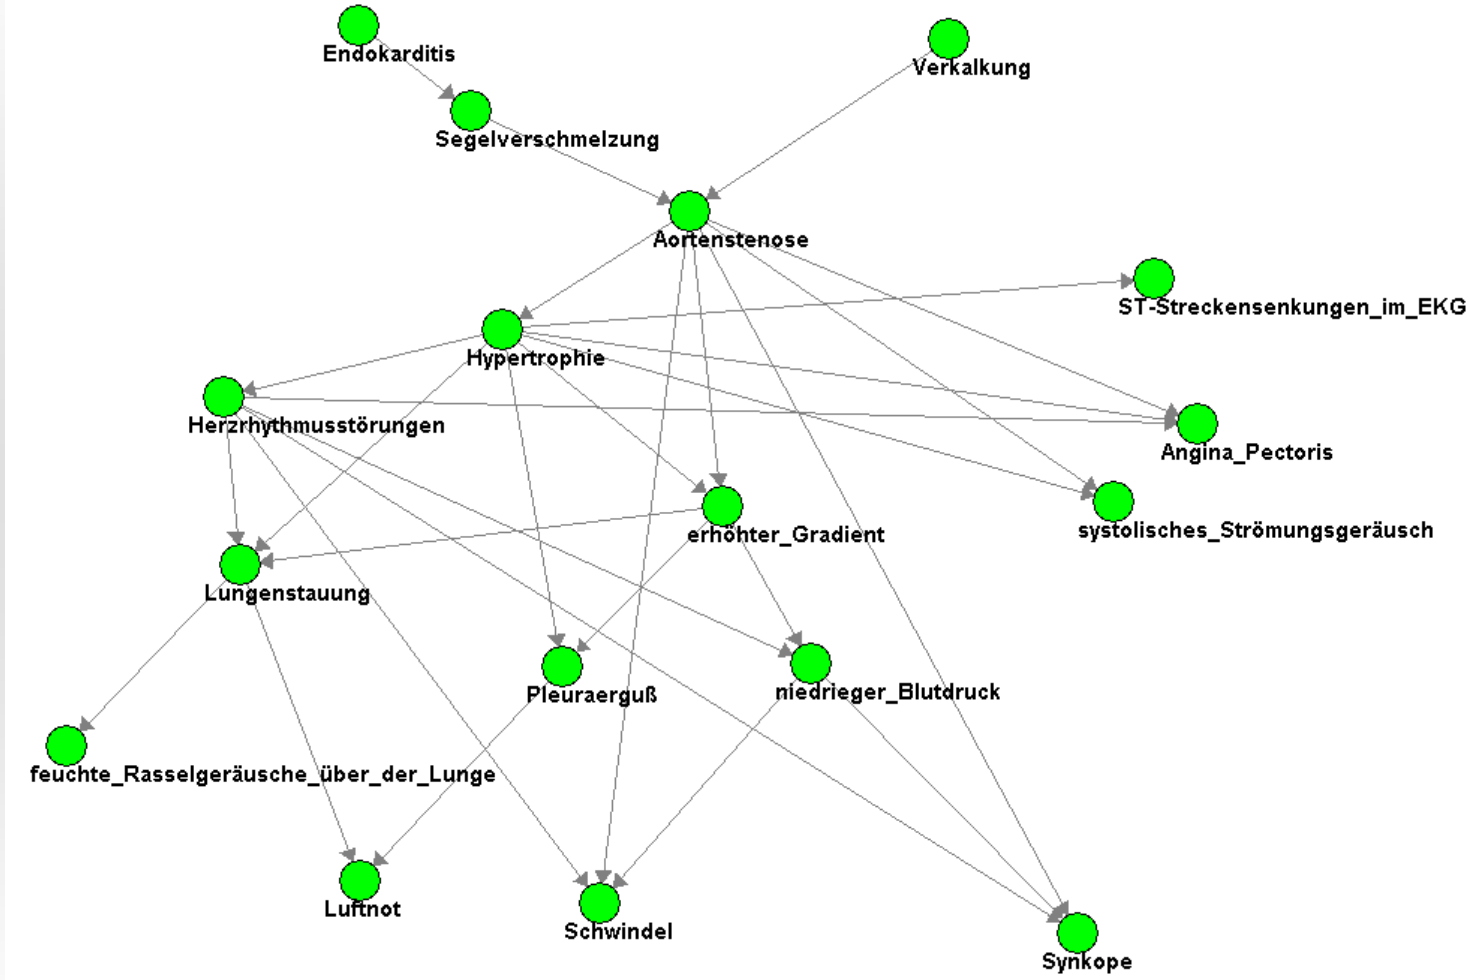 Endokarditis
Verkalkung
Segelverschmelzung
Aortenstenose
ST-Streckensenkungen_im_EKG
Hypertrophie
Herzrhythmusstörungen
Angina_Pectoris
systolisches_Strömungsgeräusch
erhöhter_Gradient
Lungenstauung
Pleuraerguß
niedrieger_Blutdruck
feuchte_Rasselgeräusche_über_der_Lunge
Luftnot
Schwindel
Synkope